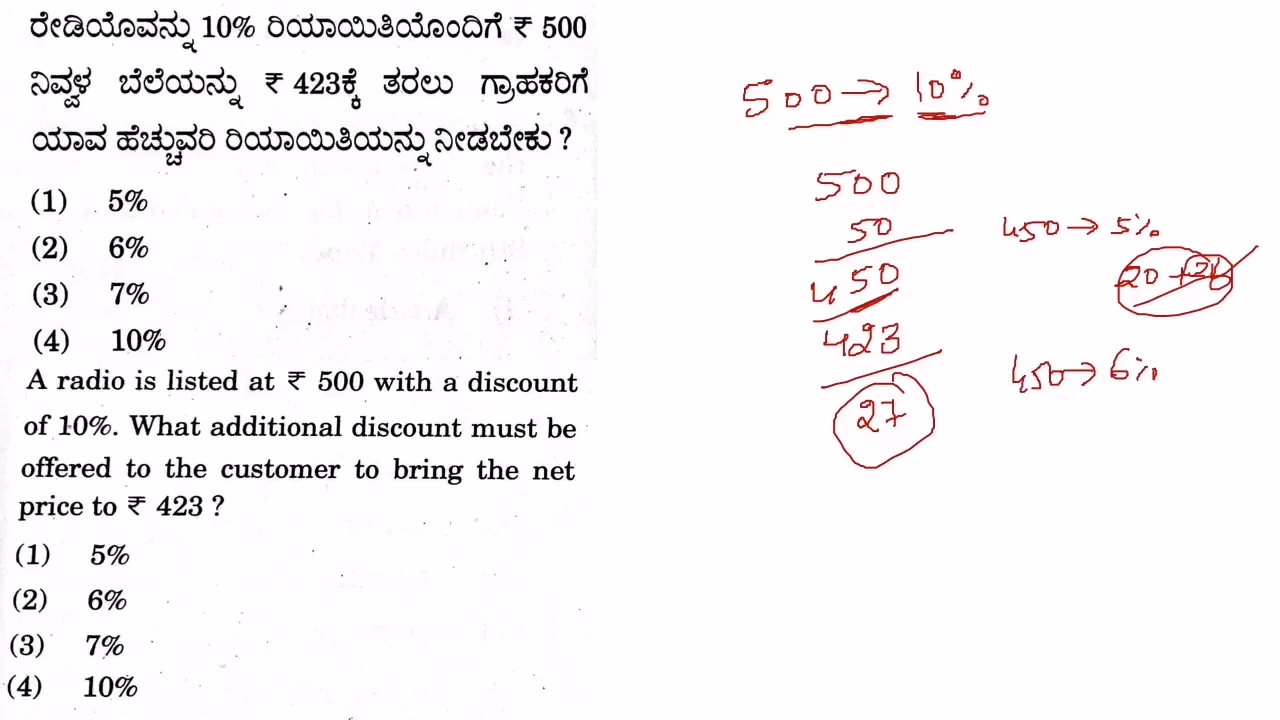 ರೇಡಿಯೊವನ್ನು 10% ರಿಯಾಯಿತಿಯೊಂದಿಗೆ ₹ 500
ನಿವ್ವಳ ಬೆಲೆಯನ್ನು ₹ 423ಕ್ಕೆ ತರಲು ಗ್ರಾಹಕರಿಗೆ
ಯಾವ ಹೆಚ್ಚುವರಿ ರಿಯಾಯಿತಿಯನ್ನು ನೀಡಬೇಕು ?
(1) 5%
(2) 6%
(3) 7%
(4) 10%
A radio is listed at ₹ 500 with a discount
of 10%. What additional discount must be
offered to the customer to bring the net
price to ₹ 423 ?
(1) 5%
(2) 6%
(3) 7%
(4) 10%
500 → 10%
500
50
450
423
27
450 → 5%
20 +
450 → 6%